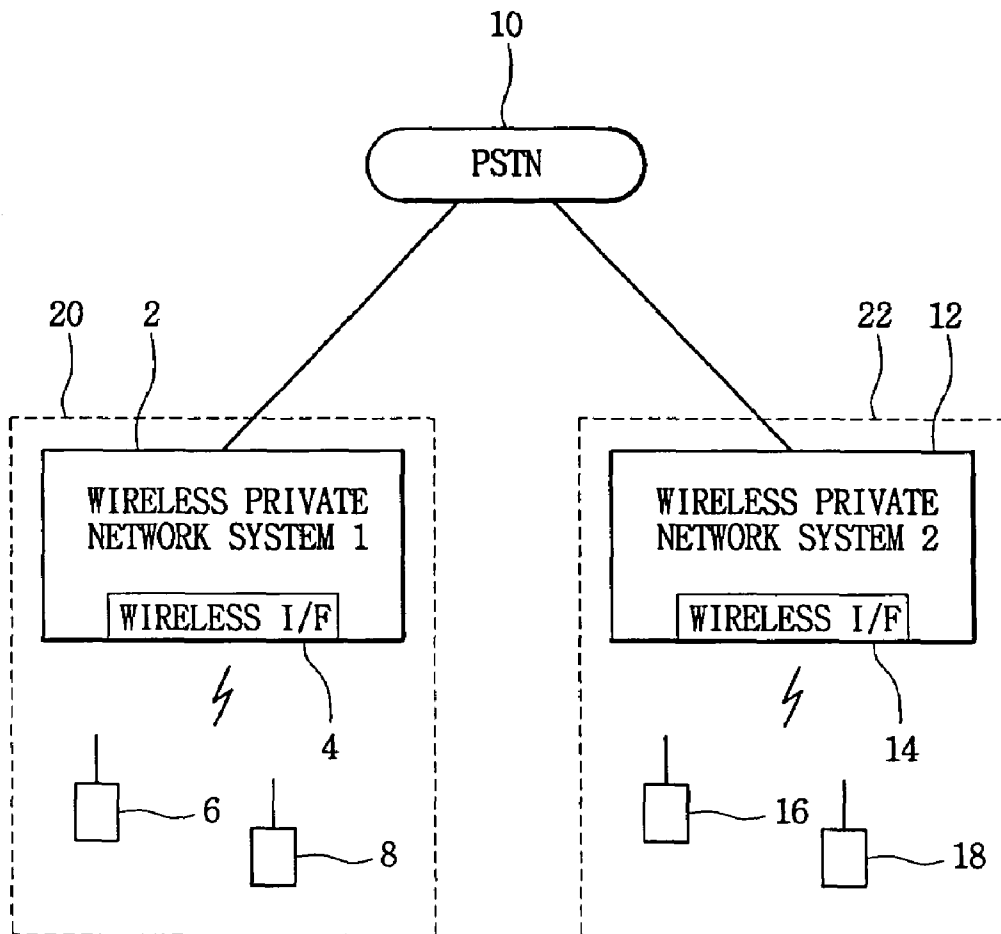 10
PSTN
20
2
22
12
WIRELESS PRIVATE
NETWORK SYSTEM 1
WIRELESS I/F
WIRELESS PRIVATE
NETWORK SYSTEM 2
WIRELESS I/F
4
14
6
8
16
18